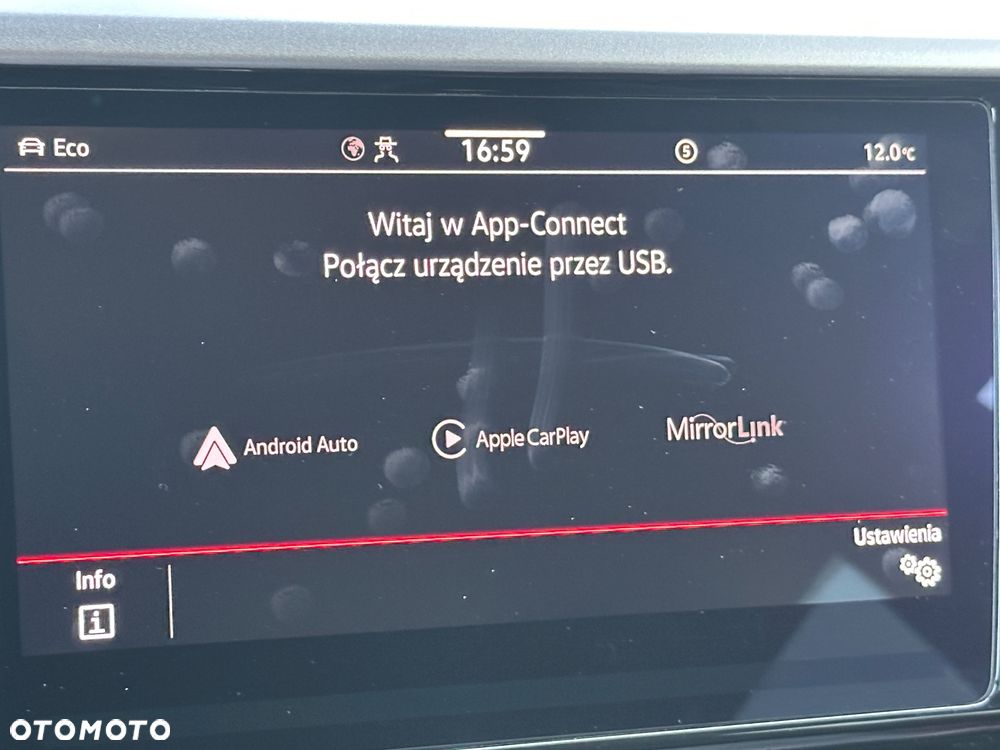 Eco
16:59
5
12.0°C
Witaj w App-Connect
Połącz urządzenie przez USB.
Android Auto
Apple CarPlay
MirrorLink
Ustawienia
Info
i
OTOMOTO